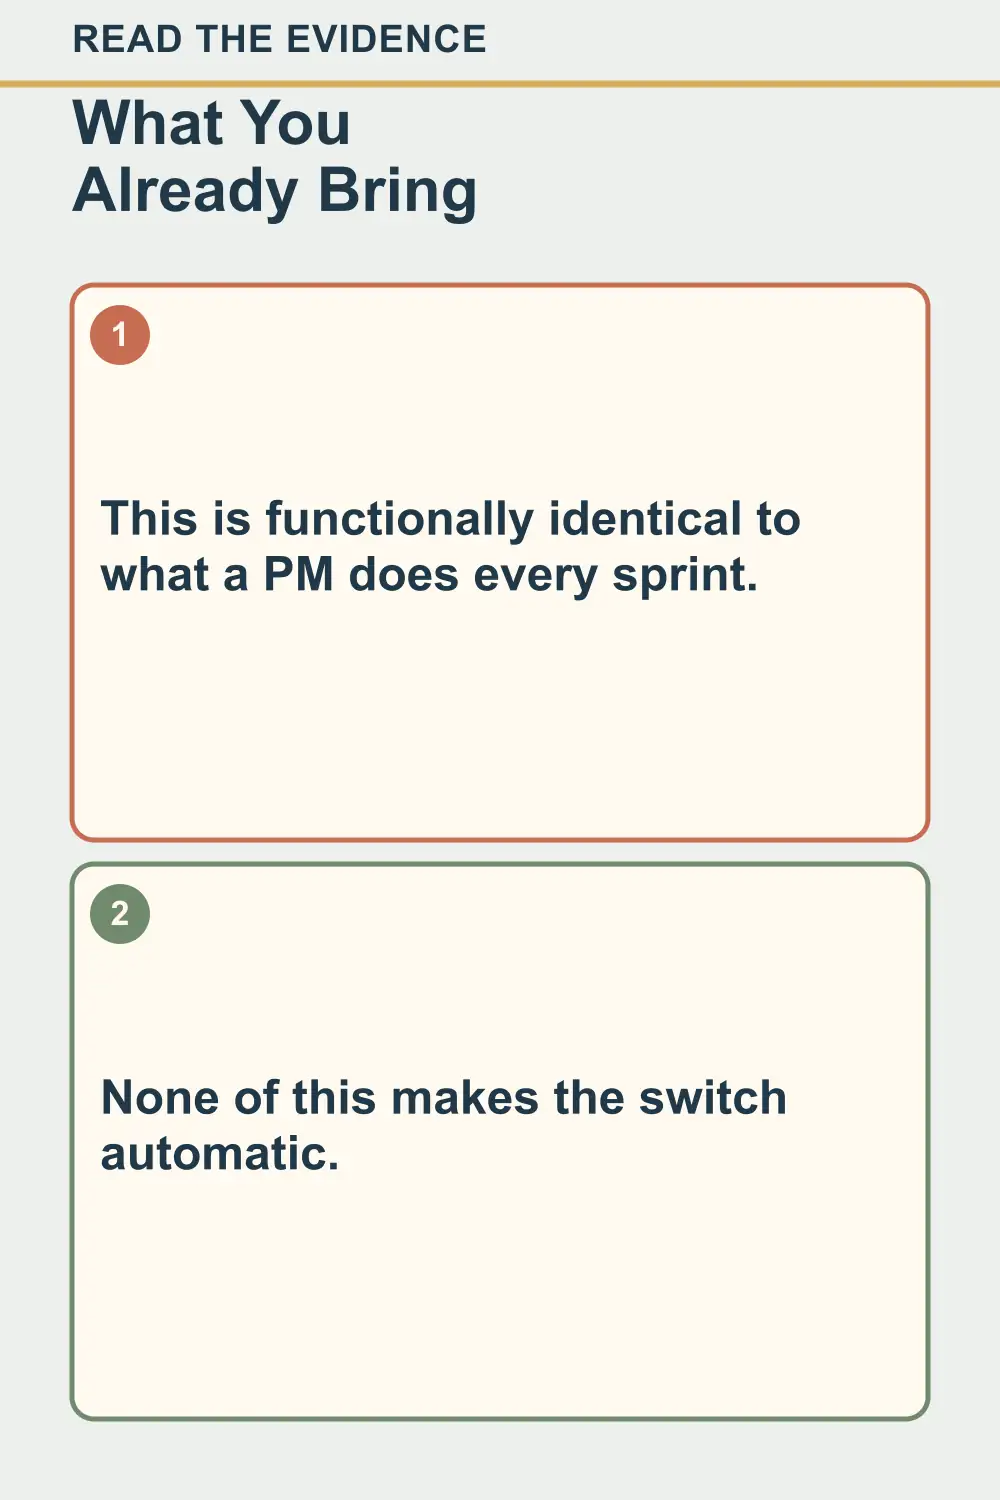 READ THE EVIDENCE
What You
Already Bring
1
This is functionally identical to
what a PM does every sprint.
2
None of this makes the switch
automatic.